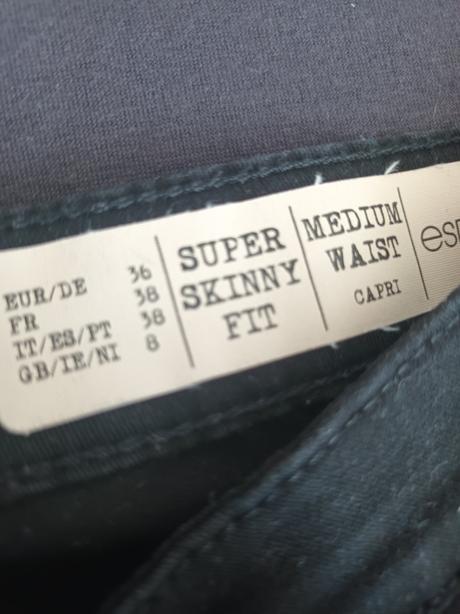 EUR/DE 36
FR 38
IT/ES/PT 38
GB/IE/NI 8
SUPER
SKINNY
FIT
MEDIUM
WAIST
CAPRI